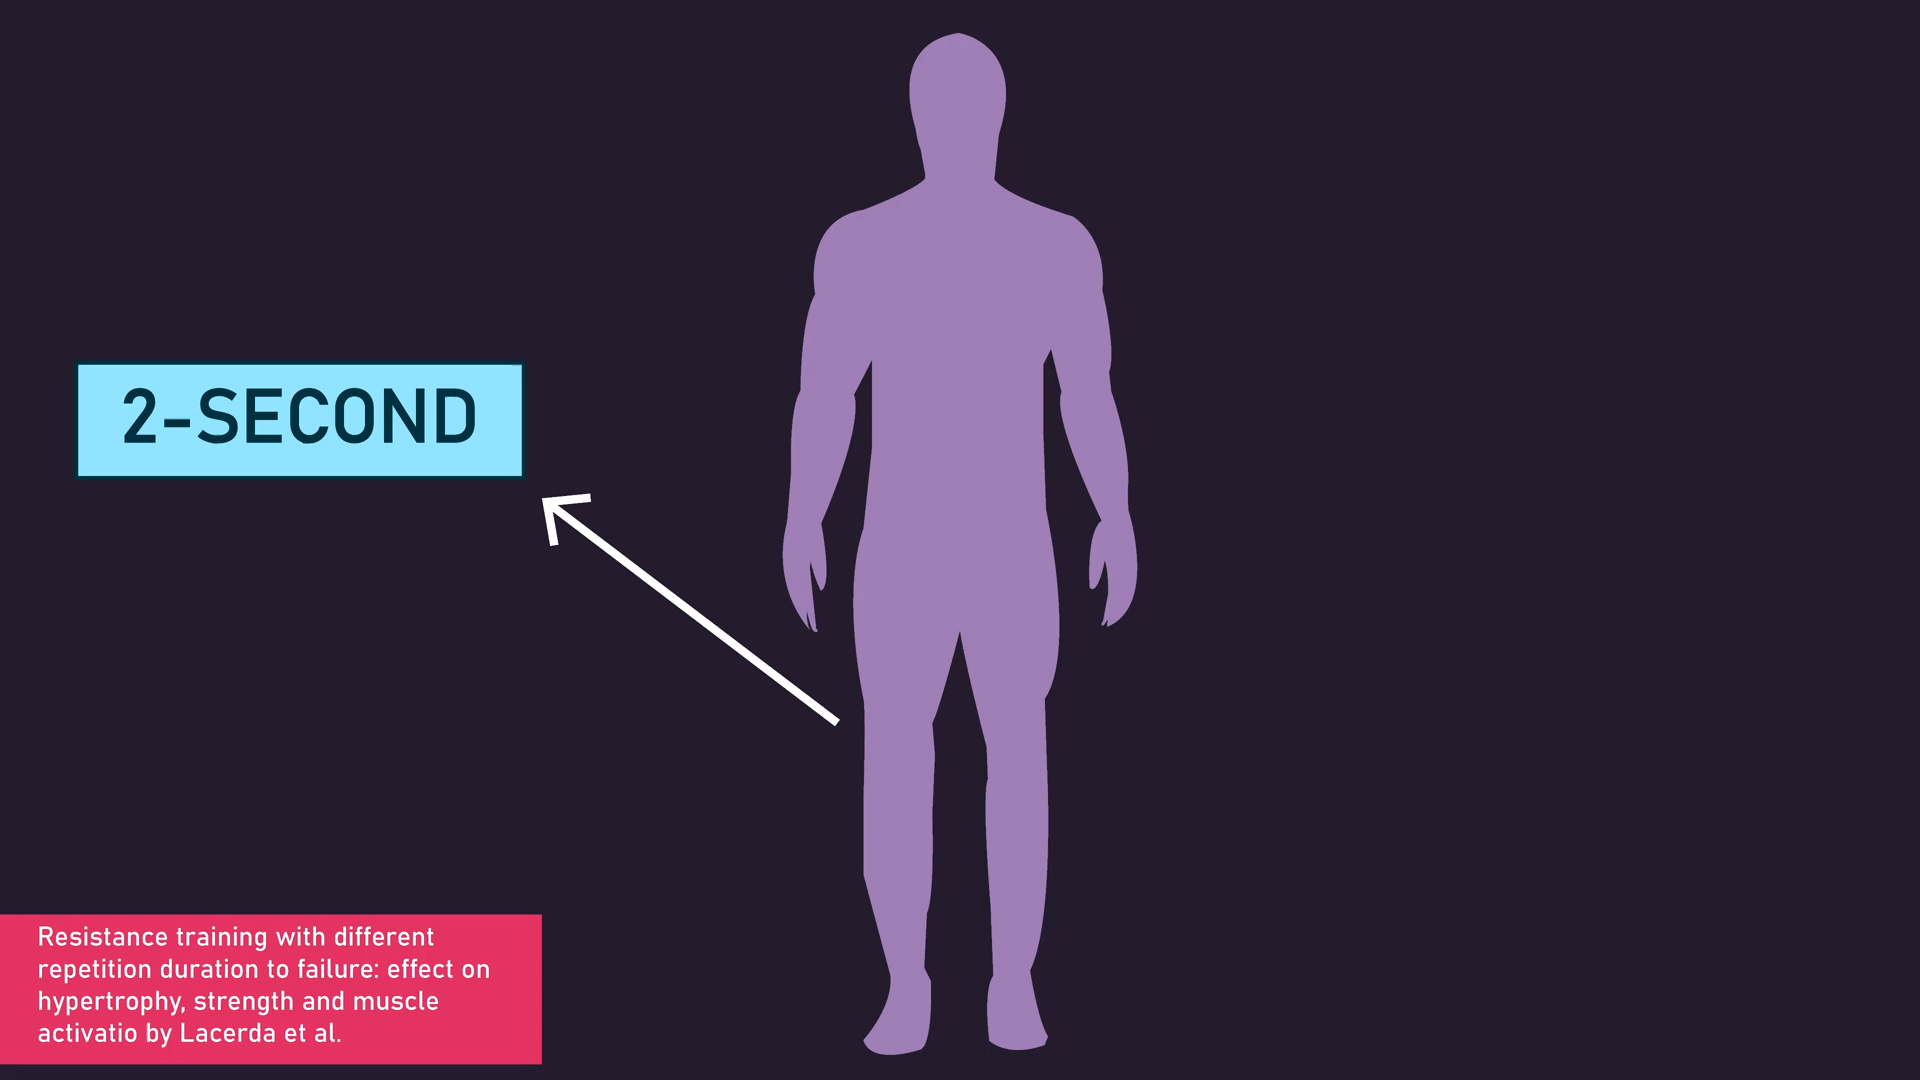 2-SECOND
Resistance training with different
repetition duration to failure: effect on
hypertrophy, strength and muscle
activatio by Lacerda et al.